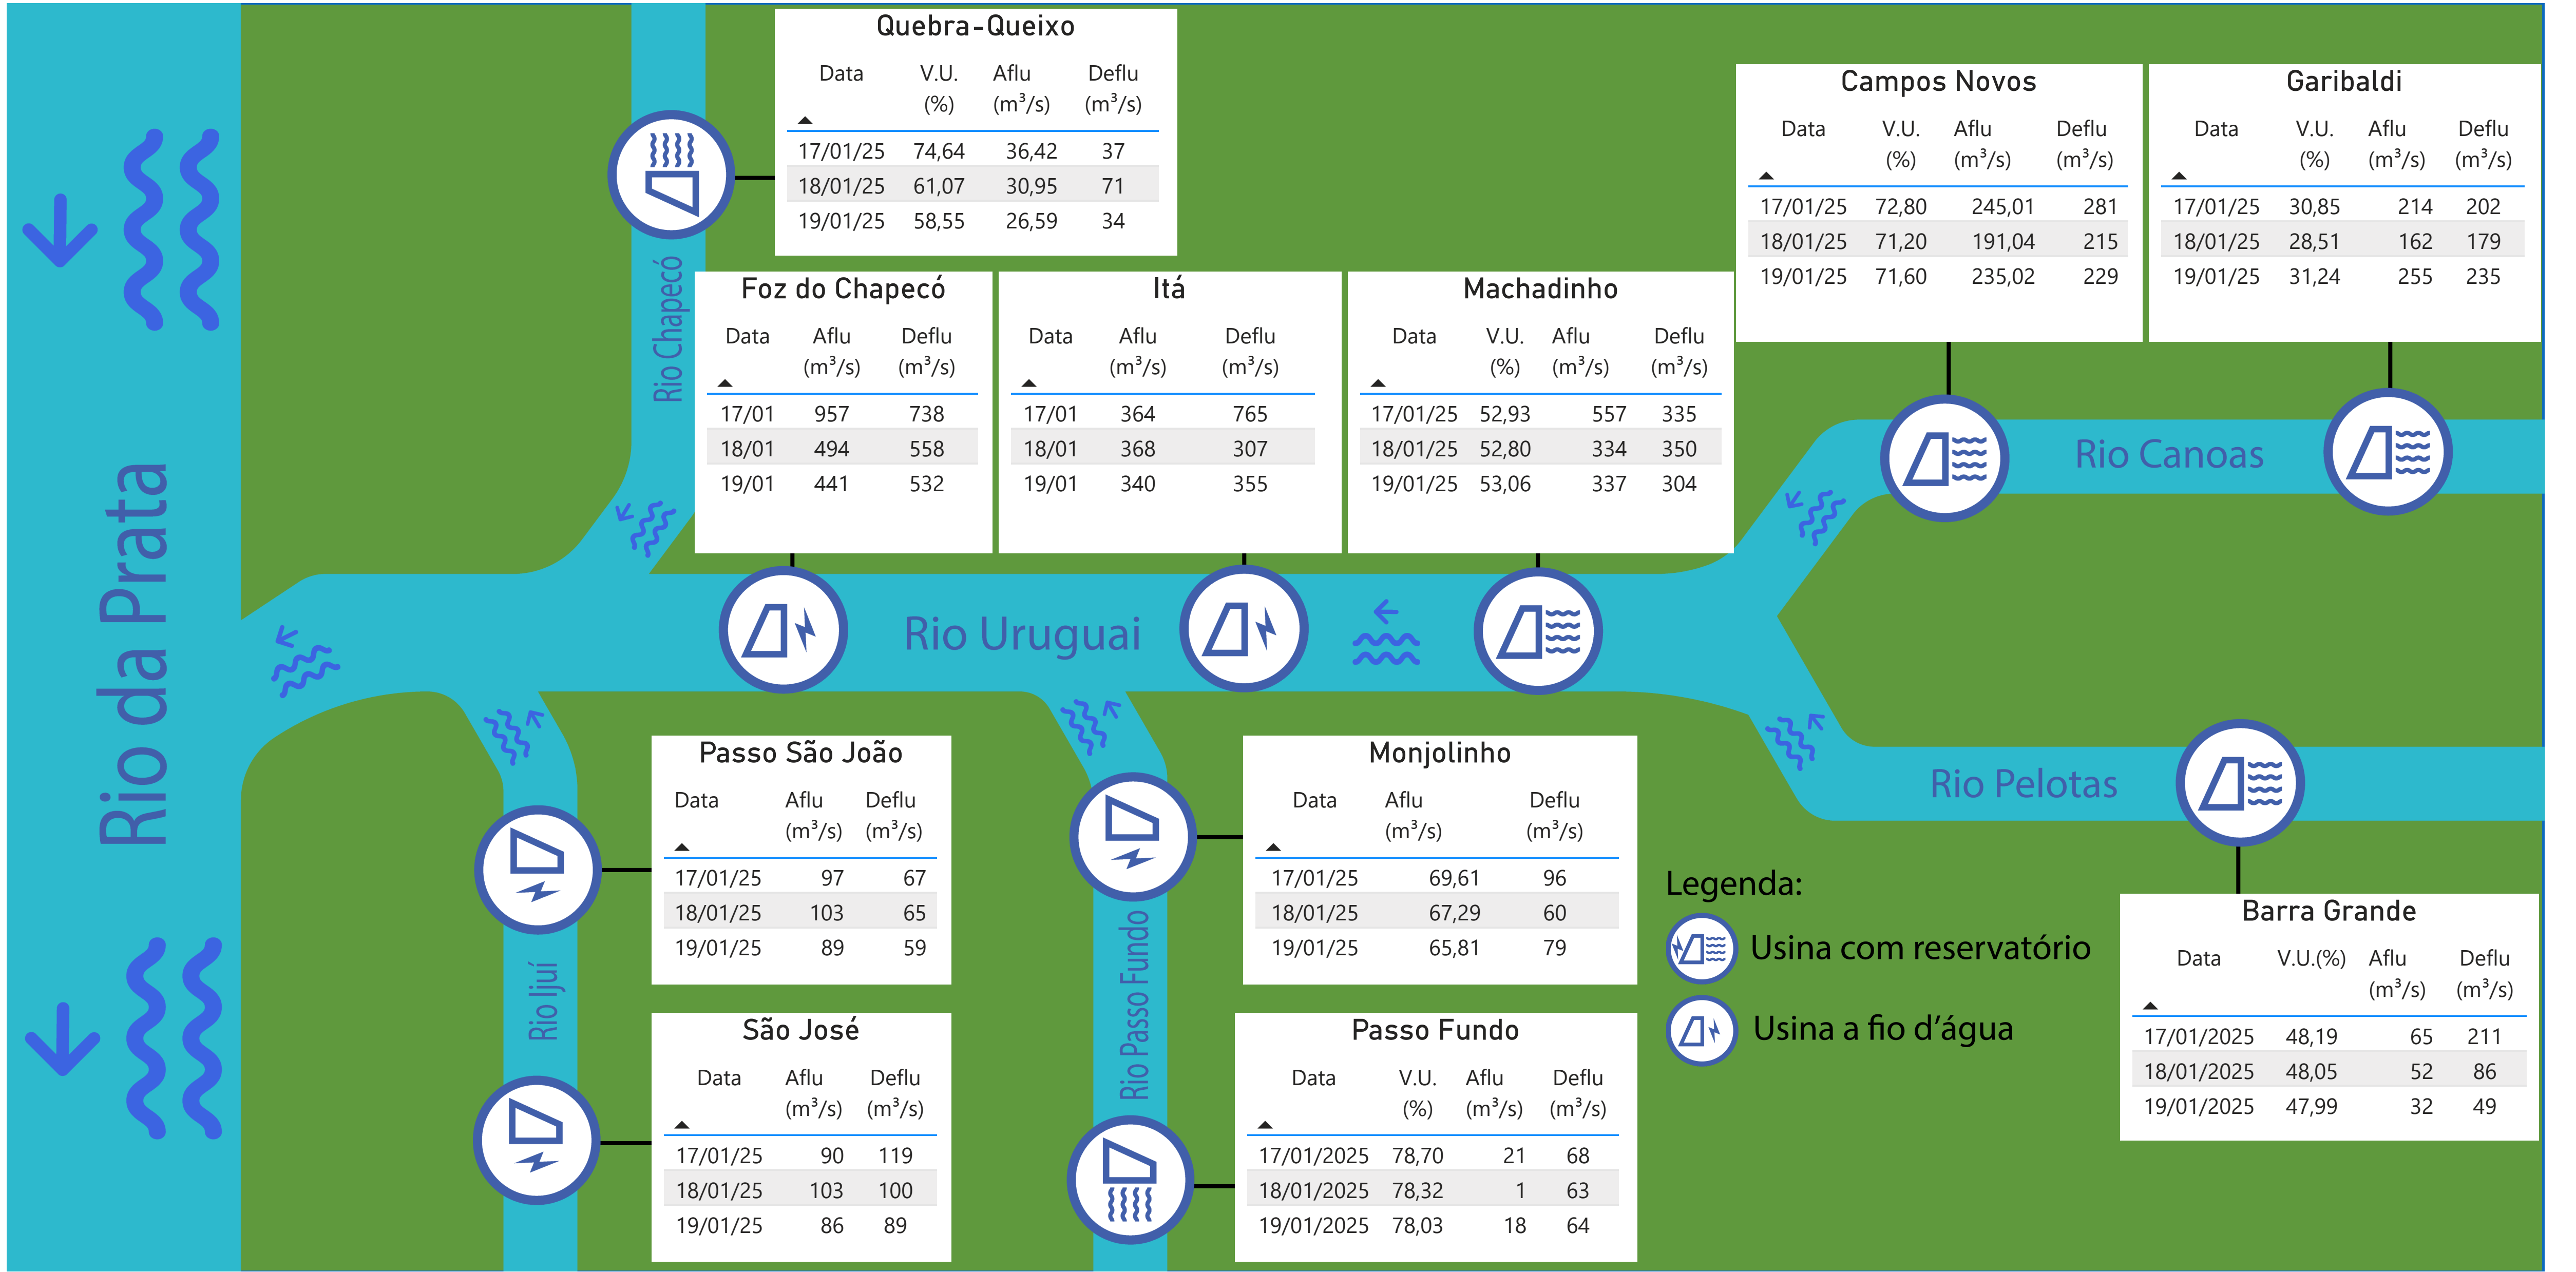 Quebra-Queixo
Data V.U. (%) Aflu (m³/s) Deflu (m³/s)
17/01/25 74,64 36,42 37
18/01/25 61,07 30,95 71
19/01/25 58,55 26,59 34
Campos Novos
Data V.U. (%) Aflu (m³/s) Deflu (m³/s)
17/01/25 72,80 245,01 281
18/01/25 71,20 191,04 215
19/01/25 71,60 235,02 229
Garibaldi
Data V.U. (%) Aflu (m³/s) Deflu (m³/s)
17/01/25 30,85 214 202
18/01/25 28,51 162 179
19/01/25 31,24 255 235
Rio Chapecó
Foz do Chapecó
Data Aflu (m³/s) Deflu (m³/s)
17/01 957 738
18/01 494 558
19/01 441 532
Itá
Data Aflu (m³/s) Deflu (m³/s)
17/01 364 765
18/01 368 307
19/01 340 355
Machadinho
Data V.U. (%) Aflu (m³/s) Deflu (m³/s)
17/01/25 52,93 557 335
18/01/25 52,80 334 350
19/01/25 53,06 337 304
Rio Canoas
Rio da Prata
Rio Uruguai
Rio Pelotas
Passo São João
Data Aflu (m³/s) Deflu (m³/s)
17/01/25 97 67
18/01/25 103 65
19/01/25 89 59
Monjolinho
Data Aflu (m³/s) Deflu (m³/s)
17/01/25 69,61 96
18/01/25 67,29 60
19/01/25 65,81 79
Legenda:
Usina com reservatório
Usina a fio d’água
Barra Grande
Data V.U.(%) Aflu (m³/s) Deflu (m³/s)
17/01/2025 48,19 65 211
18/01/2025 48,05 52 86
19/01/2025 47,99 32 49
Rio Ijuí
Rio Passo Fundo
São José
Data Aflu (m³/s) Deflu (m³/s)
17/01/25 90 119
18/01/25 103 100
19/01/25 86 89
Passo Fundo
Data V.U. (%) Aflu (m³/s) Deflu (m³/s)
17/01/2025 78,70 21 68
18/01/2025 78,32 1 63
19/01/2025 78,03 18 64